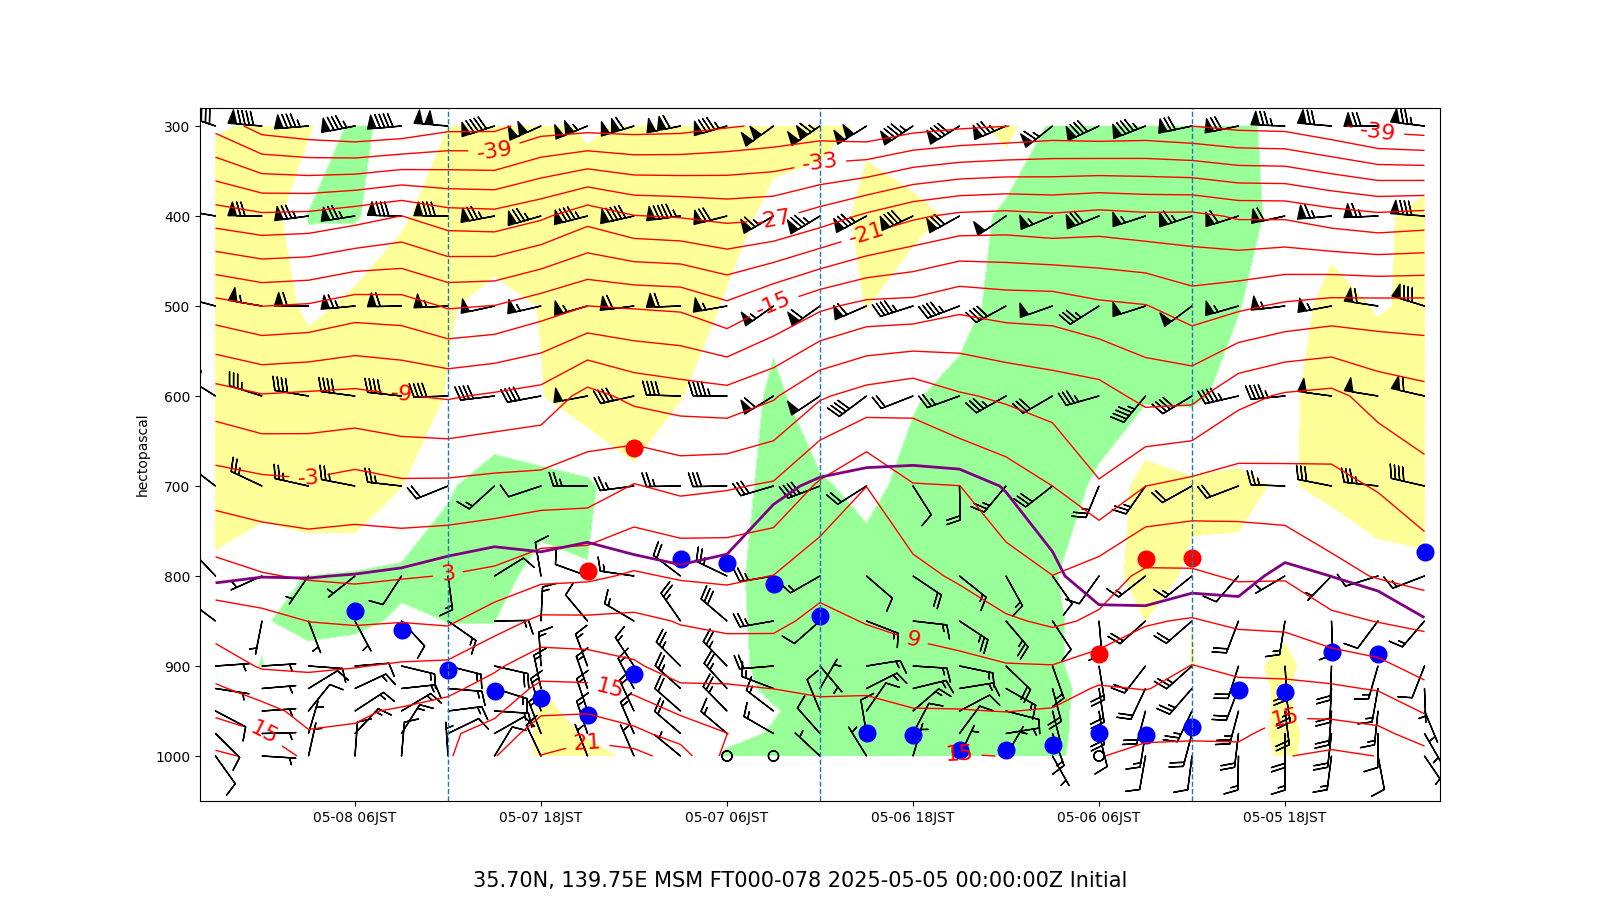 300
400
500
600
700
800
900
1000
hectopascal
-39
-39
-33
-27
-21
-15
-9
-3
3
9
15
15
15
15
21
05-08 06JST
05-07 18JST
05-07 06JST
05-06 18JST
05-06 06JST
05-05 18JST
35.70N, 139.75E MSM FT000-078 2025-05-05 00:00:00Z Initial